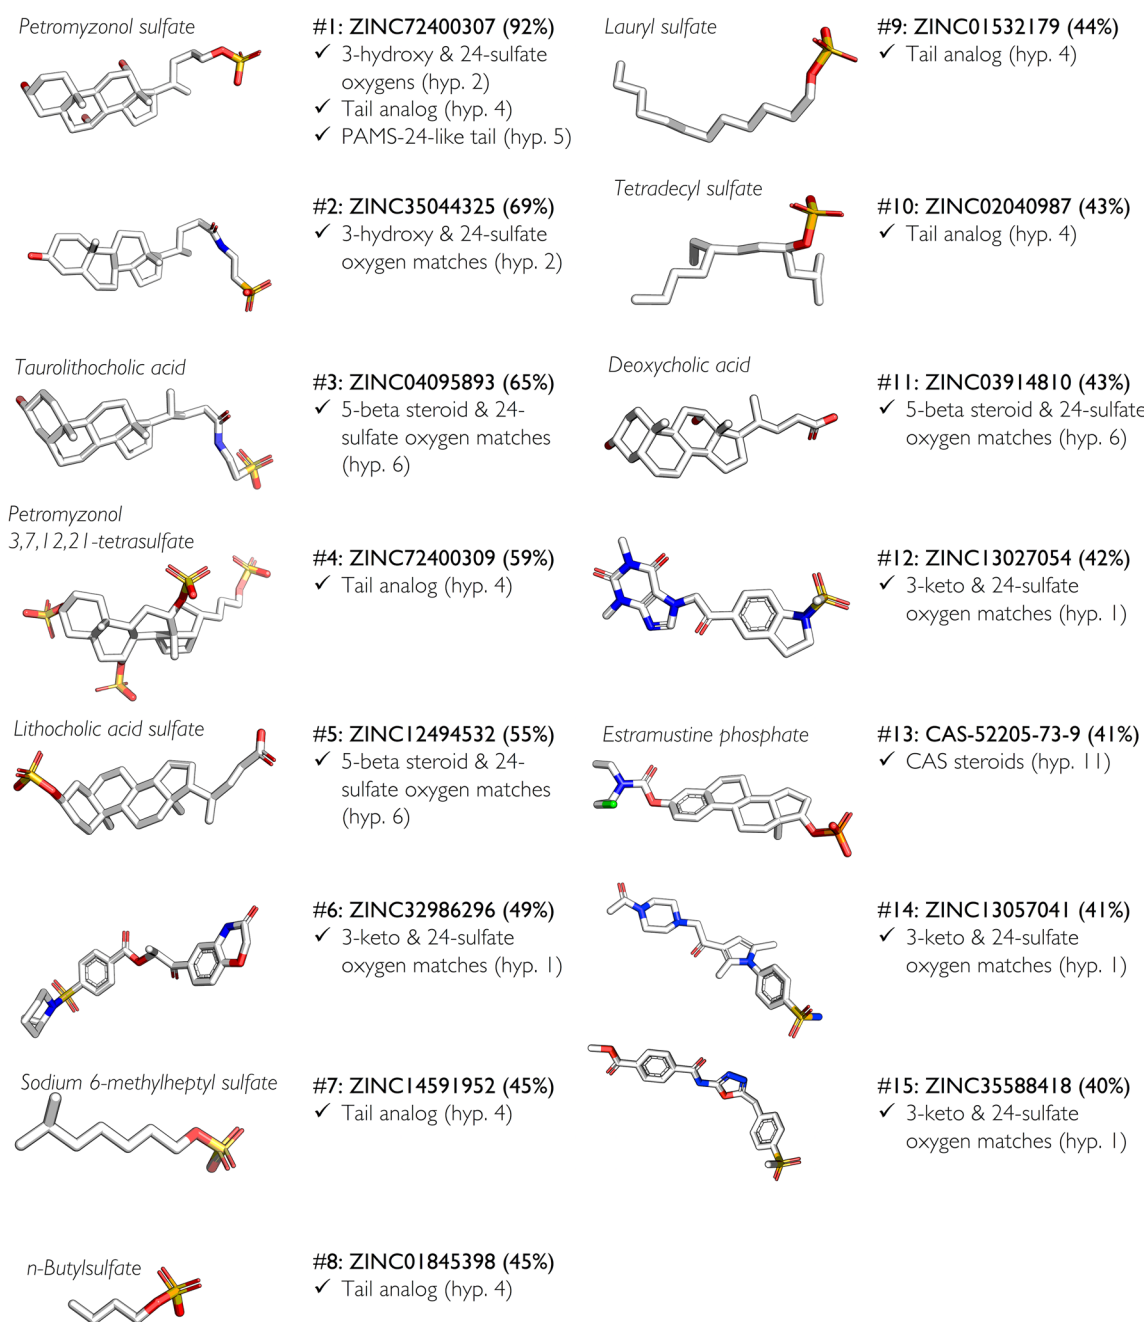 Petromyzonol sulfate
#1: ZINC72400307 (92%)
✓ 3-hydroxy & 24-sulfate
oxygens (hyp. 2)
✓ Tail analog (hyp. 4)
✓ PAMS-24-like tail (hyp. 5)
#2: ZINC35044325 (69%)
✓ 3-hydroxy & 24-sulfate
oxygen matches (hyp. 2)
Taurolithocholic acid
#3: ZINC04095893 (65%)
✓ 5-beta steroid & 24-
sulfate oxygen matches
(hyp. 6)
Petromyzonol
3,7,12,21-tetrasulfate
#4: ZINC72400309 (59%)
✓ Tail analog (hyp. 4)
Lithocholic acid sulfate
#5: ZINC12494532 (55%)
✓ 5-beta steroid & 24-
sulfate oxygen matches
(hyp. 6)
#6: ZINC32986296 (49%)
✓ 3-keto & 24-sulfate
oxygen matches (hyp. 1)
Sodium 6-methylheptyl sulfate
#7: ZINC14591952 (45%)
✓ Tail analog (hyp. 4)
n-Butylsulfate
#8: ZINC01845398 (45%)
✓ Tail analog (hyp. 4)
Lauryl sulfate
#9: ZINC01532179 (44%)
✓ Tail analog (hyp. 4)
Tetradecyl sulfate
#10: ZINC02040987 (43%)
✓ Tail analog (hyp. 4)
Deoxycholic acid
#11: ZINC03914810 (43%)
✓ 5-beta steroid & 24-sulfate
oxygen matches (hyp. 6)
#12: ZINC13027054 (42%)
✓ 3-keto & 24-sulfate
oxygen matches (hyp. 1)
Estramustine phosphate
#13: CAS-52205-73-9 (41%)
✓ CAS steroids (hyp. 11)
#14: ZINC13057041 (41%)
✓ 3-keto & 24-sulfate
oxygen matches (hyp. 1)
#15: ZINC35588418 (40%)
✓ 3-keto & 24-sulfate
oxygen matches (hyp. 1)